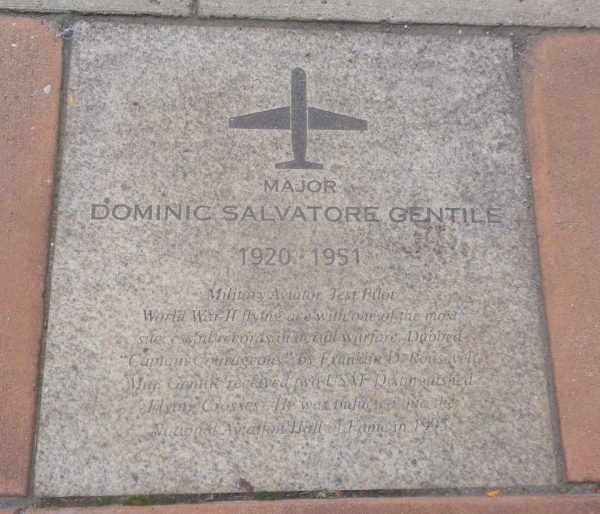 MAJOR
DOMINIC SALVATORE GENTILE
1920 · 1951
Military Aviator, Test Pilot
World War II flying ace with one of the most
successful records in aerial warfare. Dubbed
"Captain Courageous" by Franklin D. Roosevelt,
Maj. Gentile received two USAF Distinguished
Flying Crosses. He was inducted into the
National Aviation Hall of Fame in 1995.